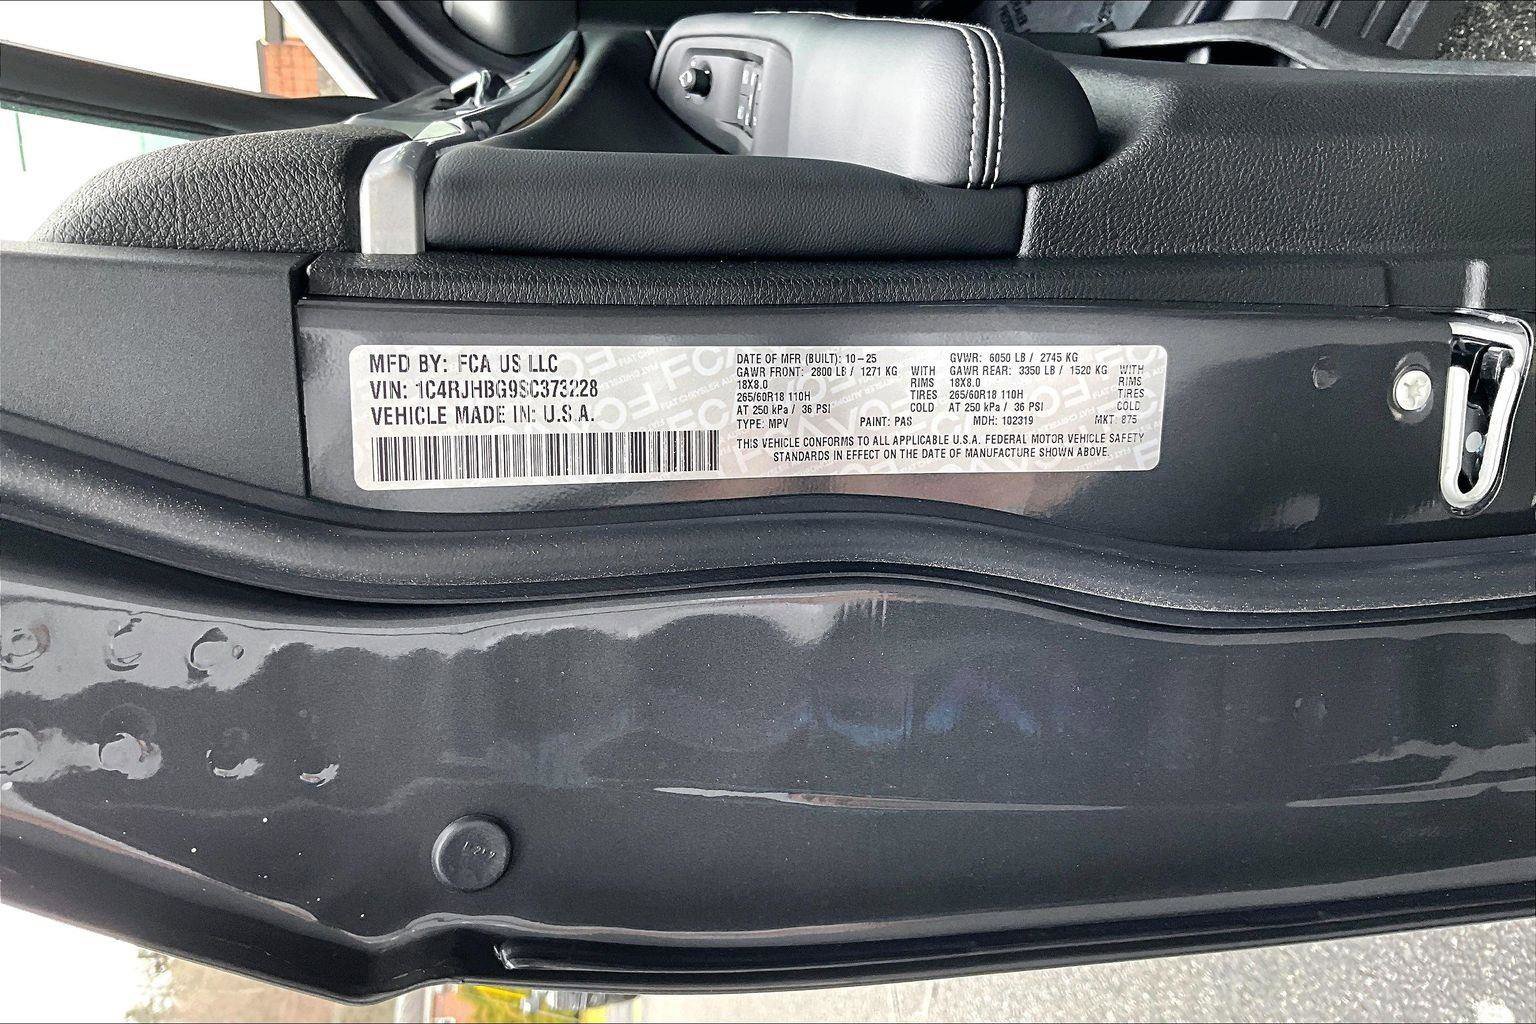 MFD BY: FCA US LLC
VIN: 1C4RJHBG9SC373228
VEHICLE MADE IN: U.S.A.
DATE OF MFR (BUILT): 10-25 GVWR: 6050 LB / 2745 KG
GAWR FRONT: 2800 LB / 1271 KG WITH GAWR REAR: 3350 LB / 1520 KG WITH
18X8.0 RIMS 18X8.0 RIMS
265/60R18 110H TIRES 265/60R18 110H TIRES
AT 250 kPa / 36 PSI COLD AT 250 kPa / 36 PSI COLD
TYPE: MPV PAINT: PAS MDH: 102319 MKT: 875
THIS VEHICLE CONFORMS TO ALL APPLICABLE U.S.A. FEDERAL MOTOR VEHICLE SAFETY
STANDARDS IN EFFECT ON THE DATE OF MANUFACTURE SHOWN ABOVE.